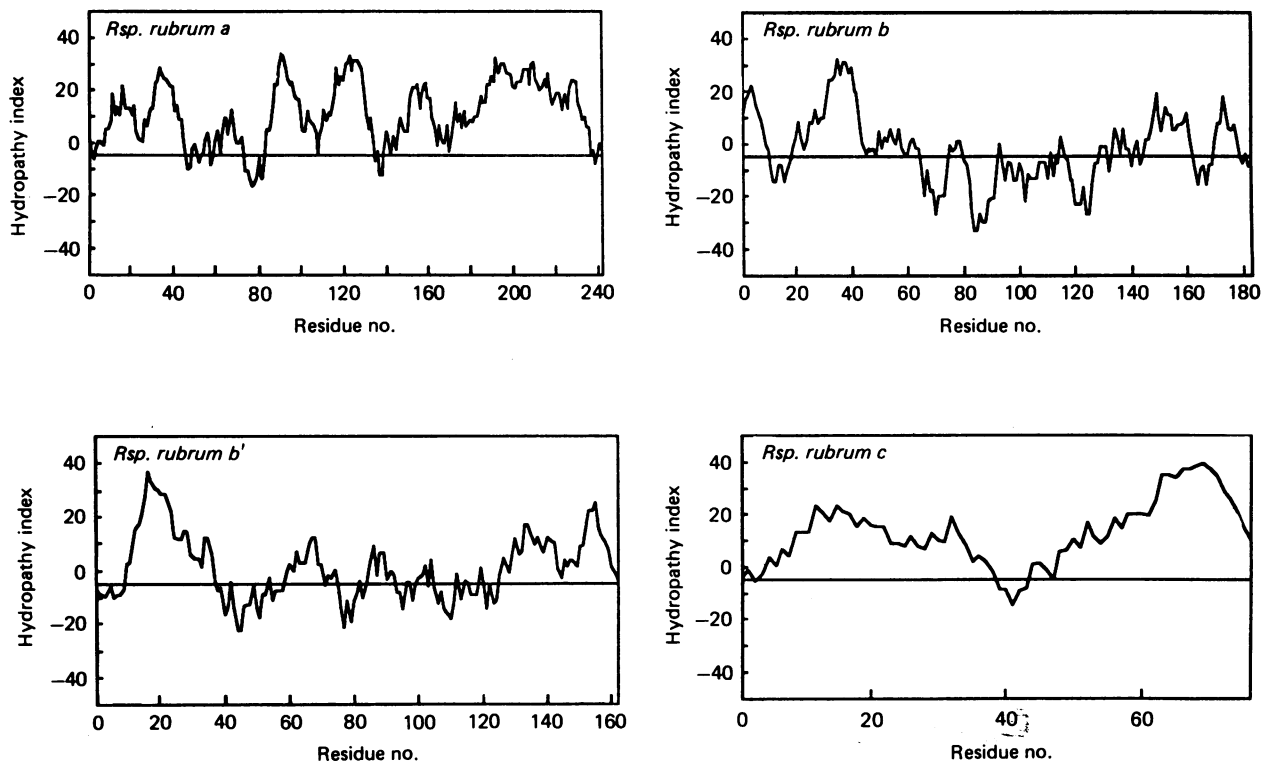 Rsp. rubrum a
Hydropathy index
40
20
0
−20
−40
0 40 80 120 160 200 240
Residue no.
Rsp. rubrum b
Hydropathy index
40
20
0
−20
−40
0 20 40 60 80 100 120 140 160 180
Residue no.
Rsp. rubrum b'
Hydropathy index
40
20
0
−20
−40
0 20 40 60 80 100 120 140 160
Residue no.
Rsp. rubrum c
Hydropathy index
40
20
0
−20
−40
0 20 40 60
Residue no.